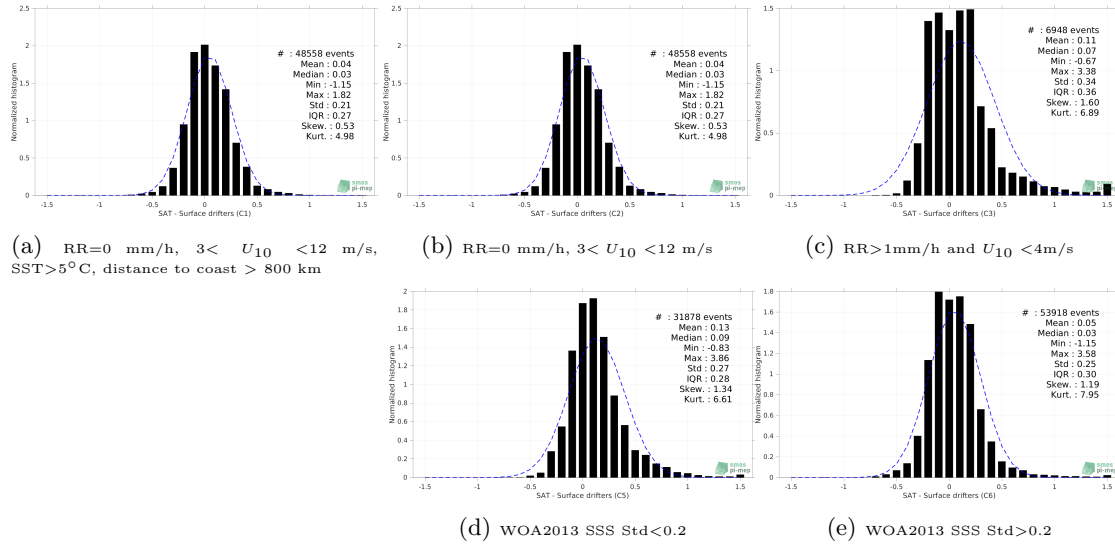 2.5
2
1.5
1
0.5
0
Normalized histogram
# : 48558 events
Mean : 0.04
Median : 0.03
Min : -1.15
Max : 1.82
Std : 0.21
IQR : 0.27
Skew. : 0.53
Kurt. : 4.98
smos
pi-mep
-1.5 -1 -0.5 0 0.5 1 1.5
SAT - Surface drifters (C1)
(a) RR=0 mm/h, 3< U10 <12 m/s,
SST>5°C, distance to coast > 800 km
2.5
2
1.5
1
0.5
0
Normalized histogram
# : 48558 events
Mean : 0.04
Median : 0.03
Min : -1.15
Max : 1.82
Std : 0.21
IQR : 0.27
Skew. : 0.53
Kurt. : 4.98
smos
pi-mep
-1.5 -1 -0.5 0 0.5 1 1.5
SAT - Surface drifters (C2)
(b) RR=0 mm/h, 3< U10 <12 m/s
1.5
1
0.5
0
Normalized histogram
# : 6948 events
Mean : 0.11
Median : 0.07
Min : -0.67
Max : 3.38
Std : 0.34
IQR : 0.36
Skew. : 1.60
Kurt. : 6.89
smos
pi-mep
-1.5 -1 -0.5 0 0.5 1 1.5
SAT - Surface drifters (C3)
(c) RR>1mm/h and U10 <4m/s
2
1.8
1.6
1.4
1.2
1
0.8
0.6
0.4
0.2
0
Normalized histogram
# : 31878 events
Mean : 0.13
Median : 0.09
Min : -0.83
Max : 3.86
Std : 0.27
IQR : 0.28
Skew. : 1.34
Kurt. : 6.61
smos
pi-mep
-1.5 -1 -0.5 0 0.5 1 1.5
SAT - Surface drifters (C5)
(d) WOA2013 SSS Std<0.2
1.8
1.6
1.4
1.2
1
0.8
0.6
0.4
0.2
0
Normalized histogram
# : 53918 events
Mean : 0.05
Median : 0.03
Min : -1.15
Max : 3.58
Std : 0.25
IQR : 0.30
Skew. : 1.19
Kurt. : 7.95
smos
pi-mep
-1.5 -1 -0.5 0 0.5 1 1.5
SAT - Surface drifters (C6)
(e) WOA2013 SSS Std>0.2